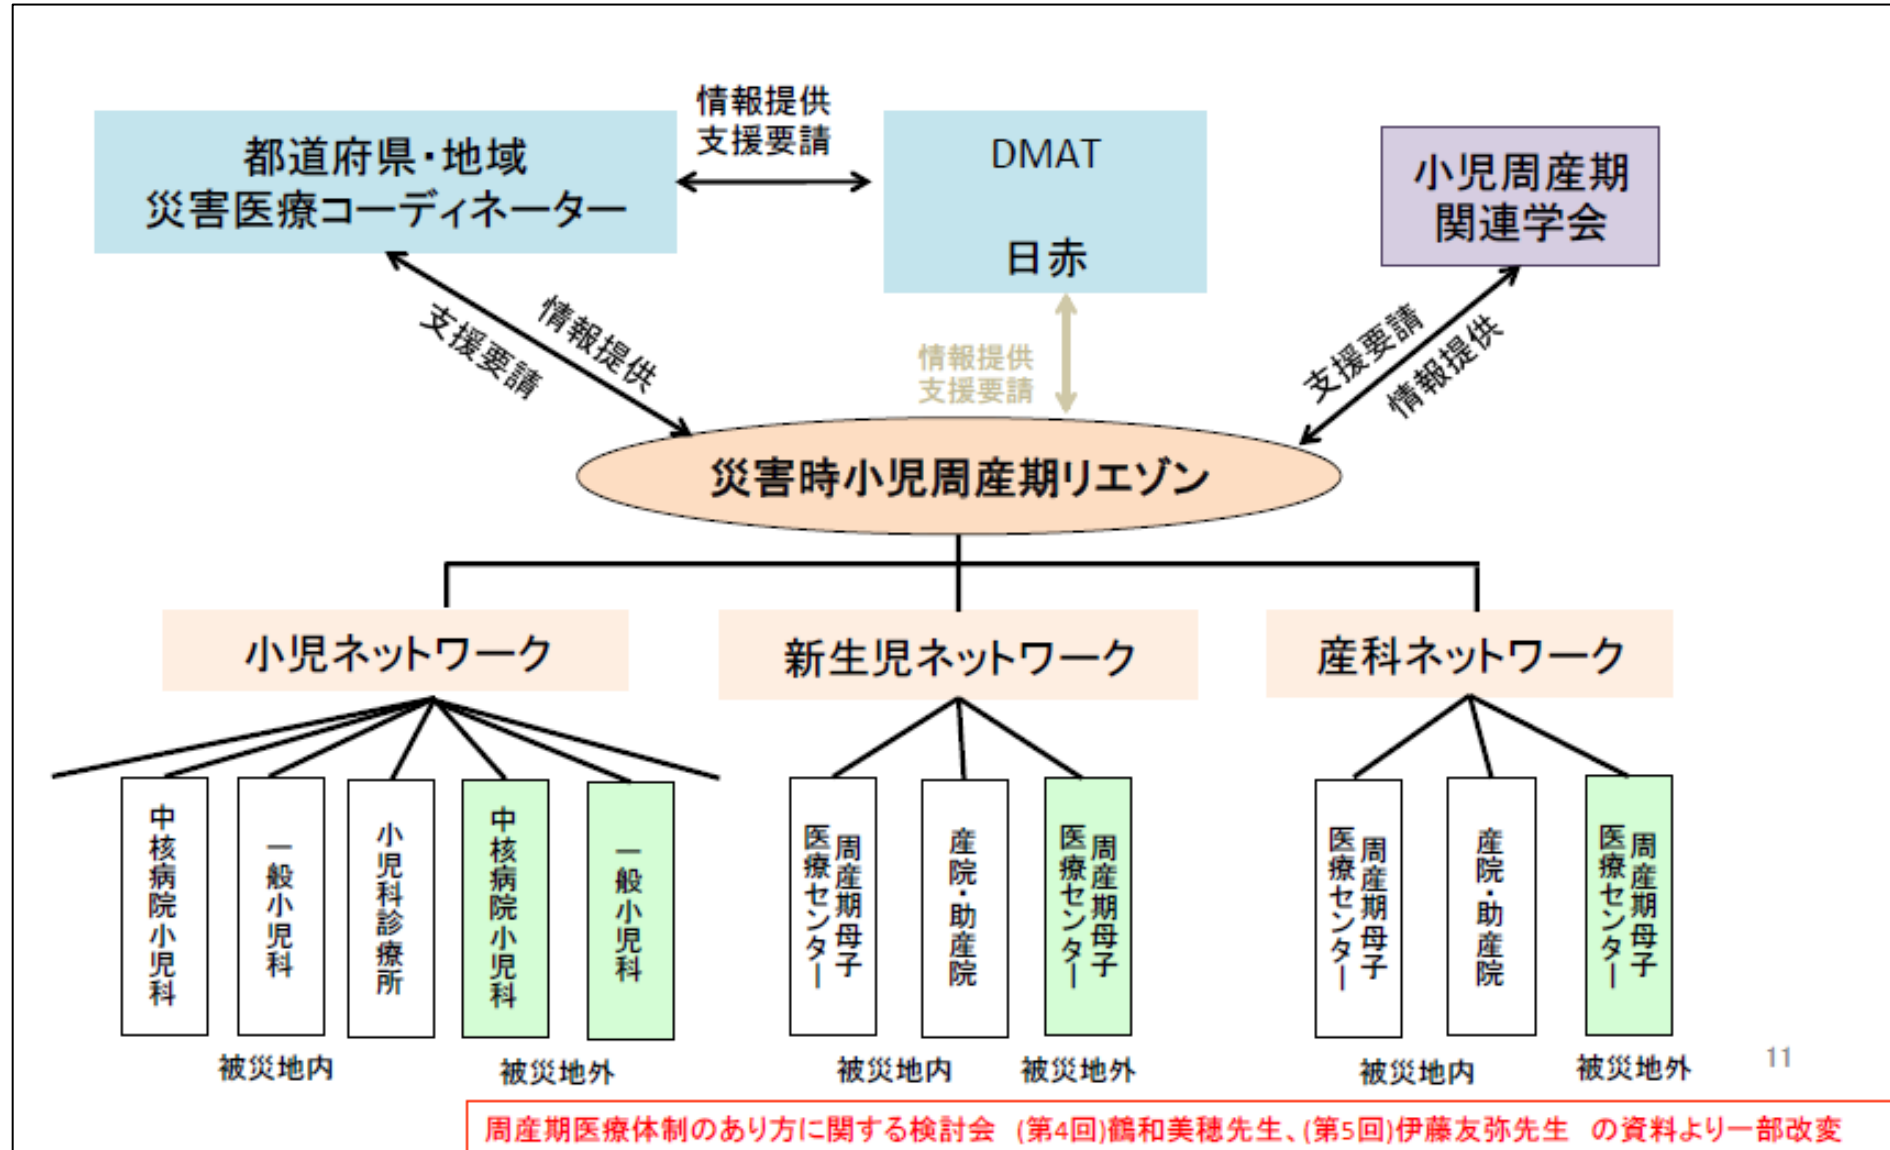 情報提供
支援要請
都道府県・地域
災害医療コーディネーター
DMAT
日赤
小児周産期
関連学会
情報提供
支援要請
情報提供
支援要請
支援要請
情報提供
災害時小児周産期リエゾン
小児ネットワーク
新生児ネットワーク
産科ネットワーク
中核病院小児科
一般小児科
小児科診療所
中核病院小児科
一般小児科
周産期母子
医療センター
産院・助産院
周産期母子
医療センター
周産期母子
医療センター
産院・助産院
周産期母子
医療センター
被災地内
被災地外
被災地内
被災地外
被災地内
被災地外
11
周産期医療体制のあり方に関する検討会 (第4回)鶴和美穂先生、(第5回)伊藤友弥先生 の資料より一部改変